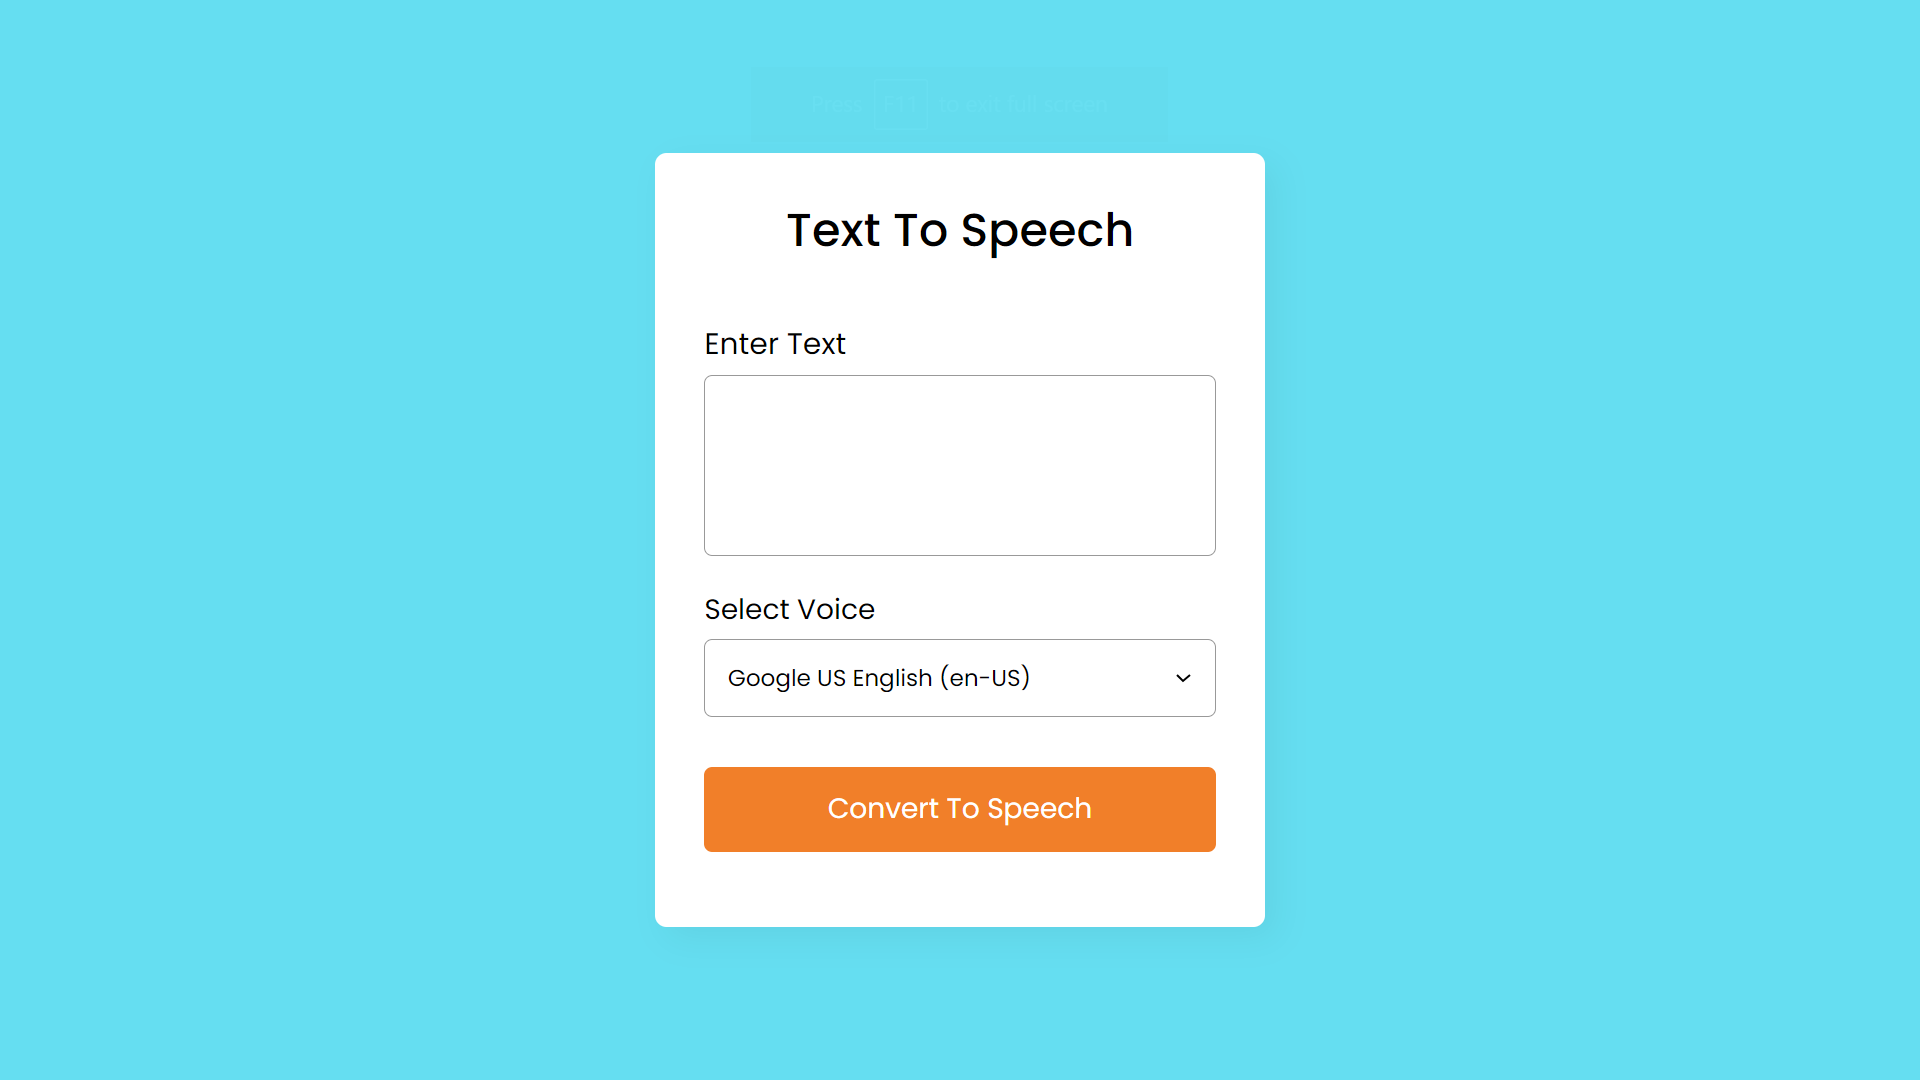 Press F11 to exit full screen
Text To Speech
Enter Text
Select Voice
Google US English (en-US)
Convert To Speech